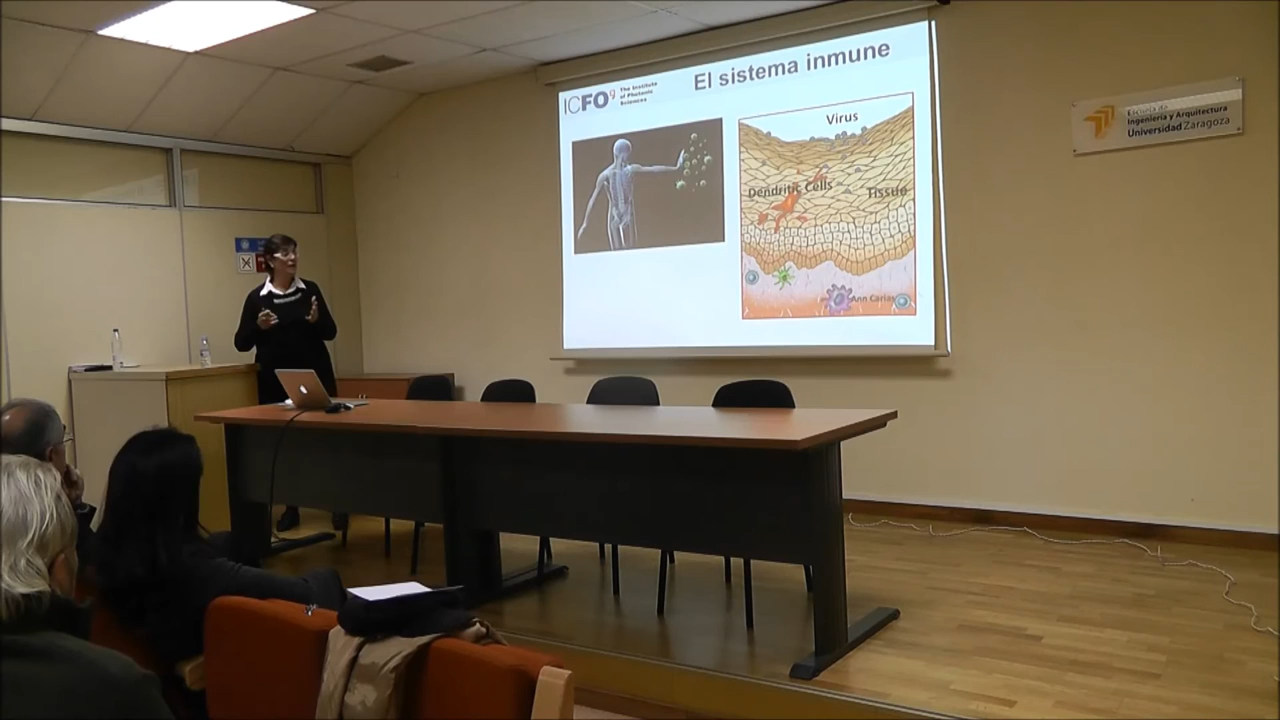 El sistema inmune
ICFO
The Institute
of Photonic
Sciences
Virus
Dendritic Cells
Tissue
Ann Carias
Escuela de
Ingeniería y Arquitectura
Universidad Zaragoza